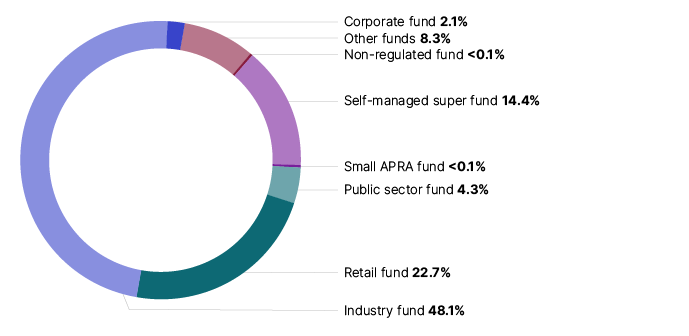 Corporate fund 2.1%
Other funds 8.3%
Non-regulated fund <0.1%
Self-managed super fund 14.4%
Small APRA fund <0.1%
Public sector fund 4.3%
Retail fund 22.7%
Industry fund 48.1%